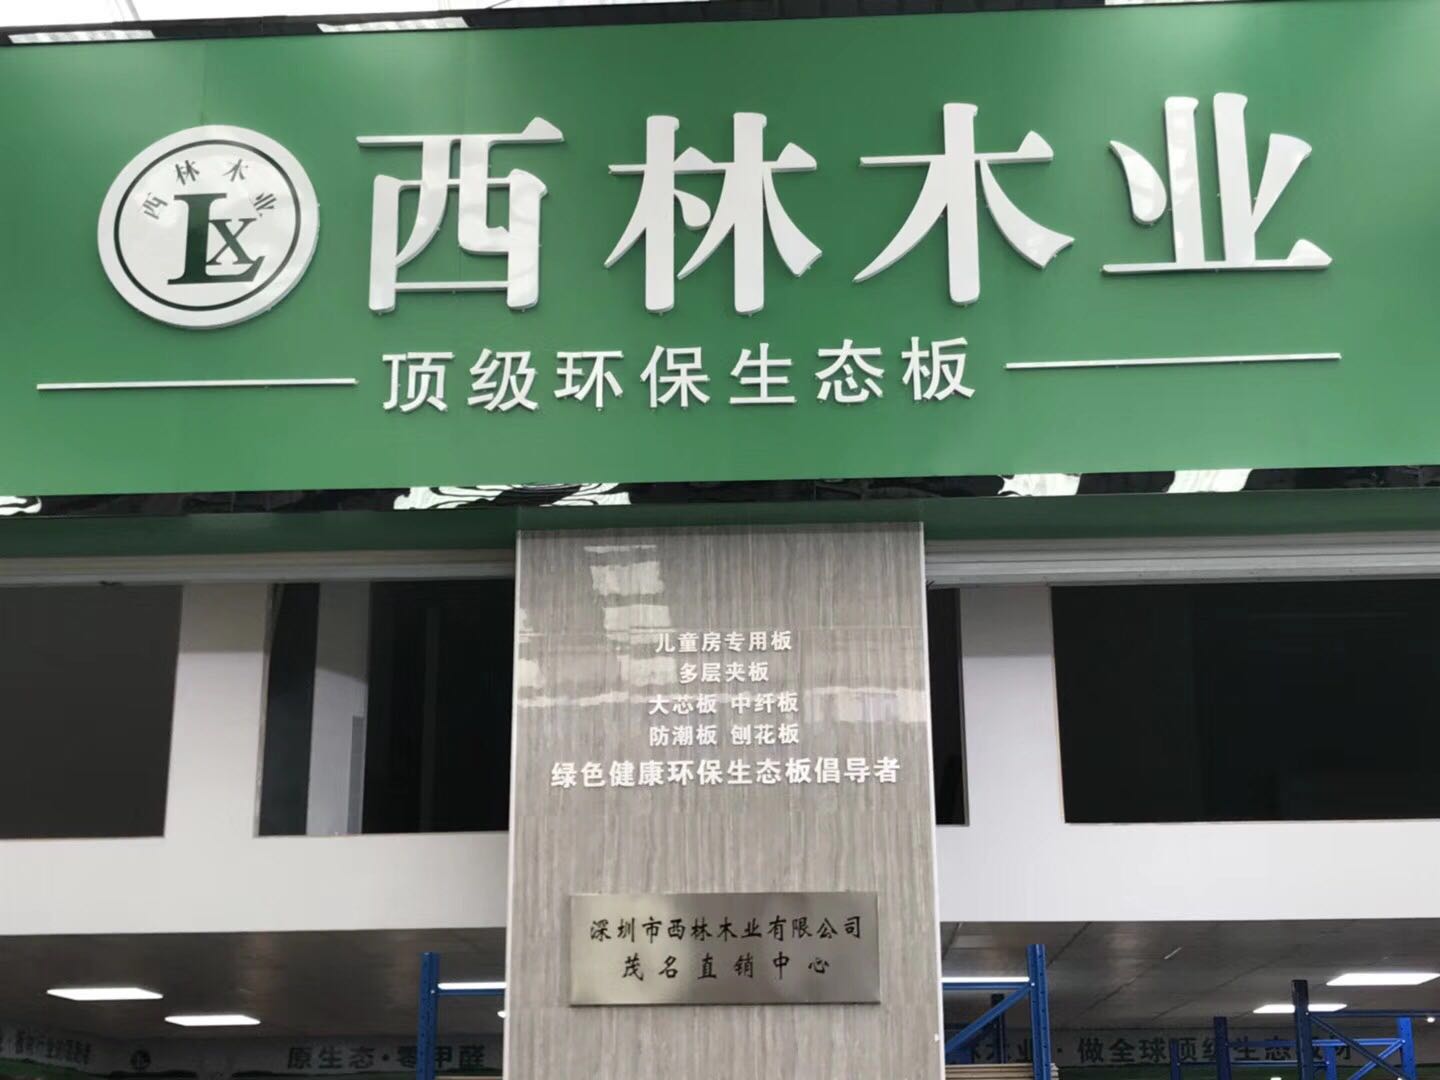 西林木业
LX
西林木业
顶级环保生态板
儿童房专用板
多层夹板
大芯板 中纤板
防潮板 刨花板
绿色健康环保生态板倡导者
深圳市西林木业有限公司
茂名直销中心
原生态·零甲醛
林木业·做全球顶级生态板材